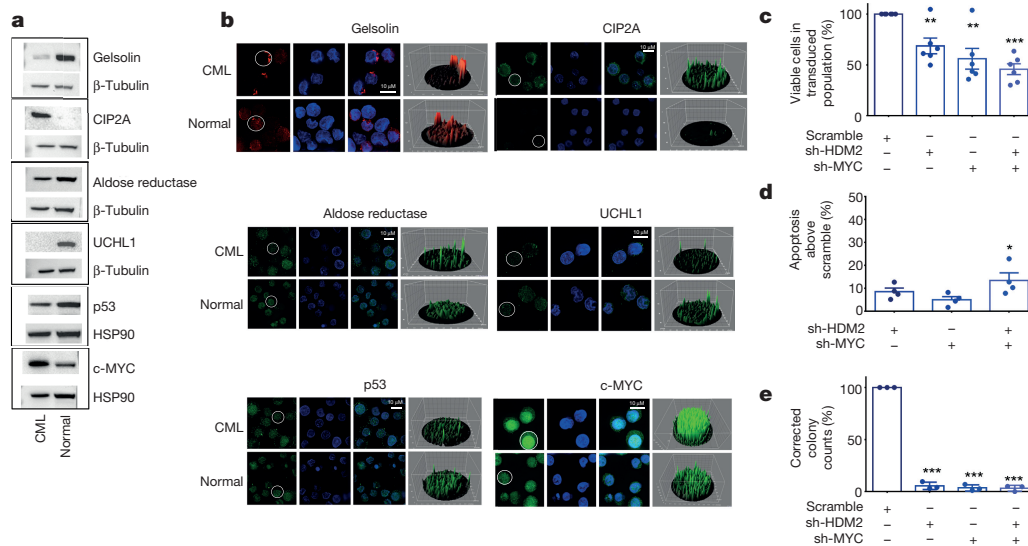 a
Gelsolin
β-Tubulin
CIP2A
β-Tubulin
Aldose reductase
β-Tubulin
UCHL1
β-Tubulin
p53
HSP90
c-MYC
HSP90
CML
Normal
b
Gelsolin
CIP2A
CML
Normal
10 μM
10 μM
Aldose reductase
UCHL1
CML
Normal
10 μM
10 μM
p53
c-MYC
CML
Normal
10 μM
10 μM
c
Viable cells in
transduced
population (%)
100
50
0
**
**
***
Scramble + – – –
sh-HDM2 – + – +
sh-MYC – – + +
d
Apoptosis above
scramble (%)
50
40
30
20
10
0
*
sh-HDM2 + – +
sh-MYC – + +
e
Corrected
colony
counts (%)
100
50
0
***
***
***
Scramble + – – –
sh-HDM2 – + – +
sh-MYC – – + +